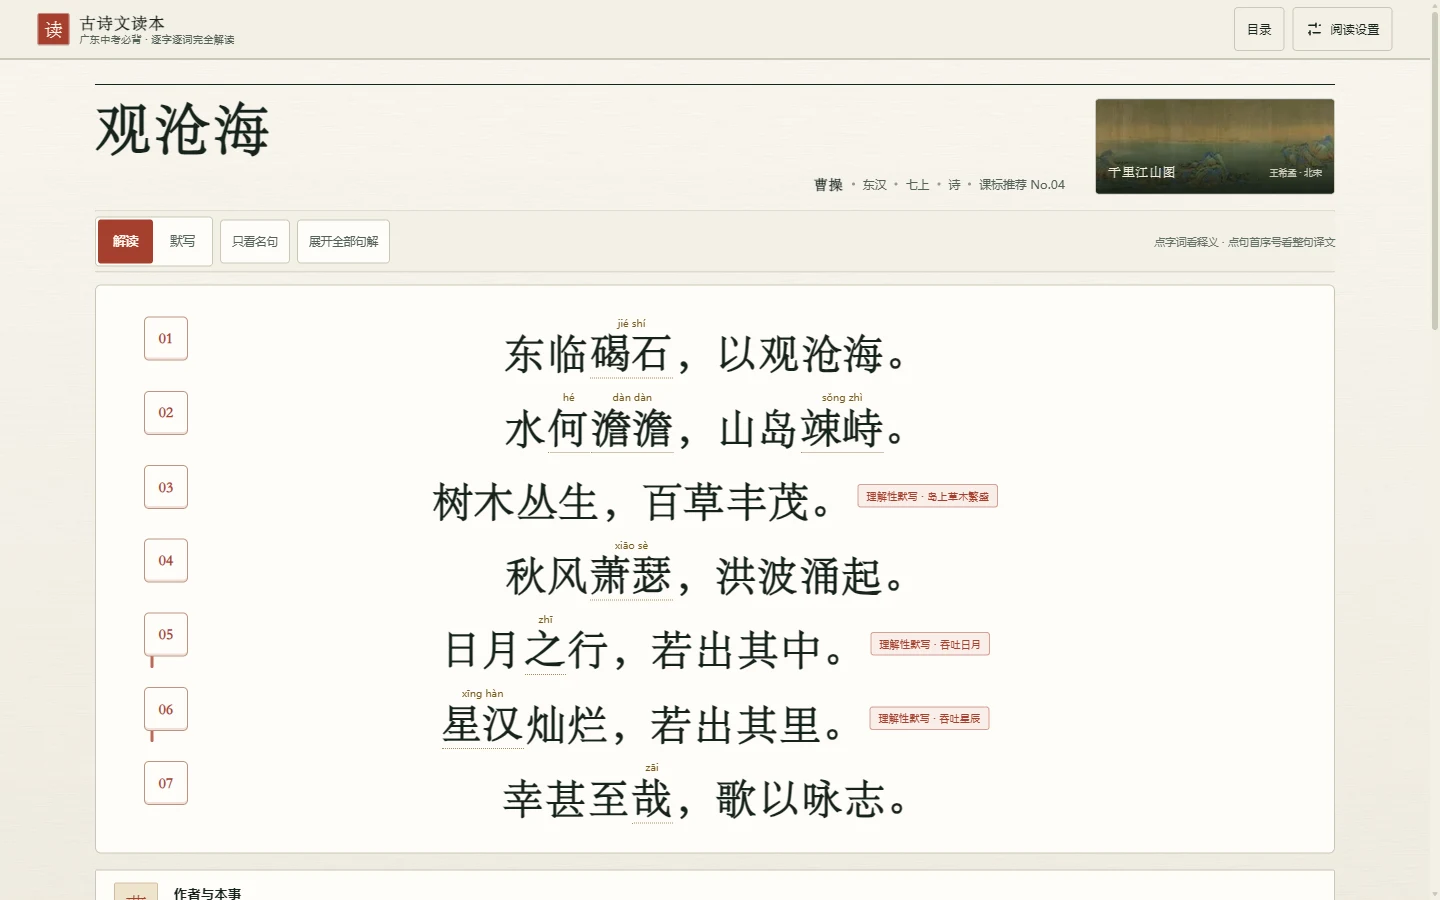 读
古诗文读本
广东中考必背·逐字逐词完全解读
目录
阅读设置
观沧海
曹操 • 东汉 • 七上 • 诗 • 课标推荐 No.04
千里江山图
王希孟·北宋
解读
默写
只看名句
展开全部句解
点字词看释义·点句首序号看整句译文
01
jié shí
东临碣石，以观沧海。
02
hé dàn dàn sǒng zhì
水何澹澹，山岛竦峙。
03
树木丛生，百草丰茂。
理解性默写·岛上草木繁盛
04
xiāo sè
秋风萧瑟，洪波涌起。
05
zhī
日月之行，若出其中。
理解性默写·吞吐日月
06
xīng hàn
星汉灿烂，若出其里。
理解性默写·吞吐星辰
07
zāi
幸甚至哉，歌以咏志。
作者与本事